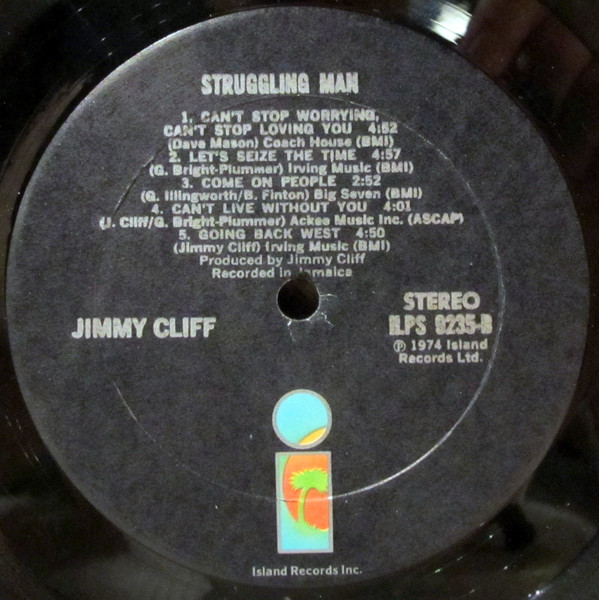 STRUGGLING MAN
1. CAN'T STOP WORRYING,
CAN'T STOP LOVING YOU 4:52
(Dave Mason) Coach House (BMI)
2. LET'S SEIZE THE TIME 4:57
(G. Bright-Plummer) Irving Music (BMI)
3. COME ON PEOPLE 2:52
(G. Illingworth/B. Finton) Big Seven (BMI)
4. CAN'T LIVE WITHOUT YOU 4:01
(J. Cliff/G. Bright-Plummer) Ackee Music Inc. (ASCAP)
5. GOING BACK WEST 4:50
(Jimmy Cliff) Irving Music (BMI)
Produced by Jimmy Cliff
Recorded in Jamaica
JIMMY CLIFF
STEREO
ILPS 9235-B
℗ 1974 Island
Records Ltd.
i
Island Records Inc.